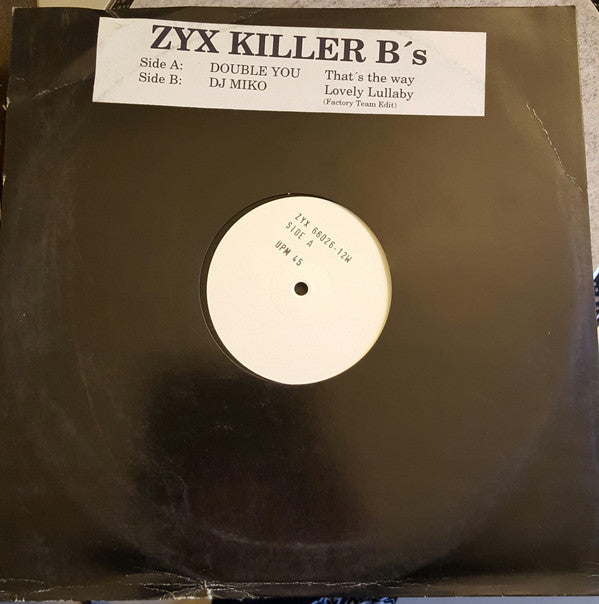 ZYX KILLER B´s
Side A: DOUBLE YOU That´s the way
Side B: DJ MIKO Lovely Lullaby
(Factory Team Edit)
ZYX 66026-12W
SIDE A
UPM 45